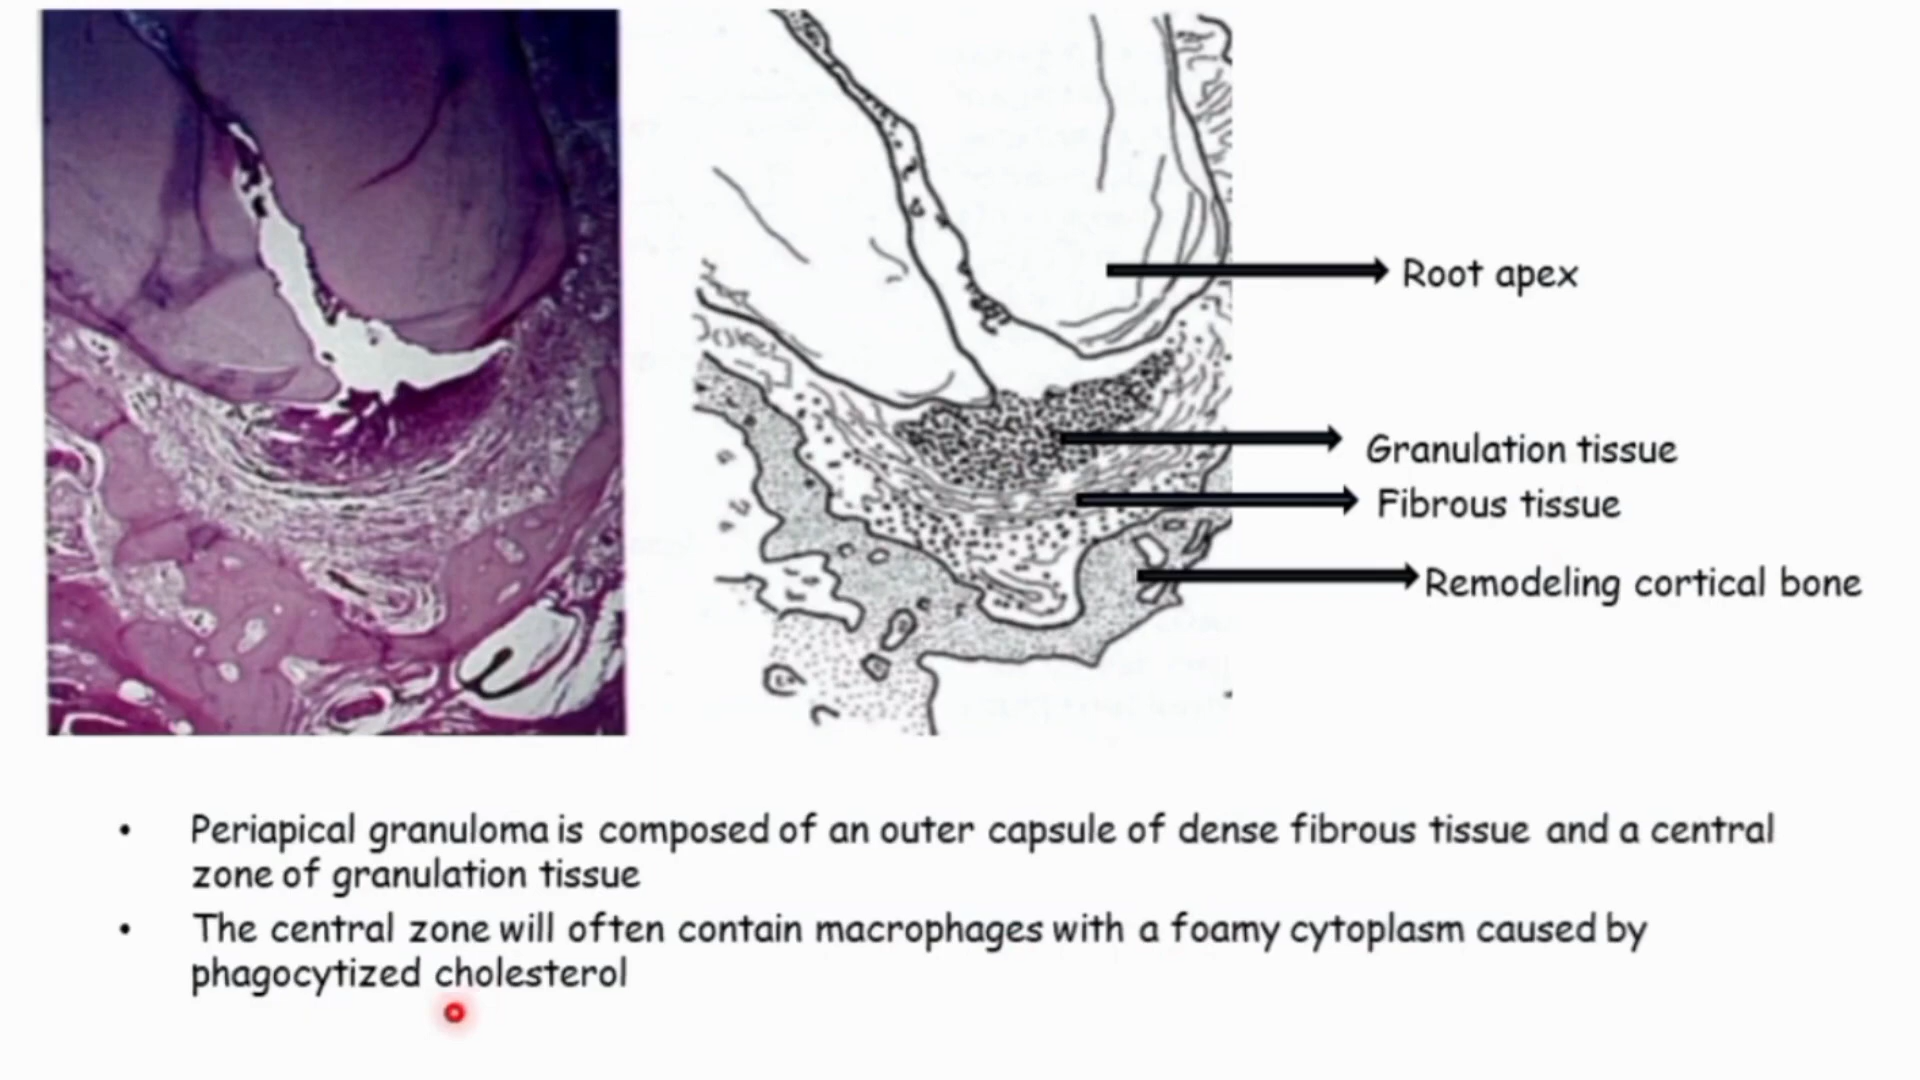 Root apex
Granulation tissue
Fibrous tissue
Remodeling cortical bone
• Periapical granuloma is composed of an outer capsule of dense fibrous tissue and a central
zone of granulation tissue
• The central zone will often contain macrophages with a foamy cytoplasm caused by
phagocytized cholesterol